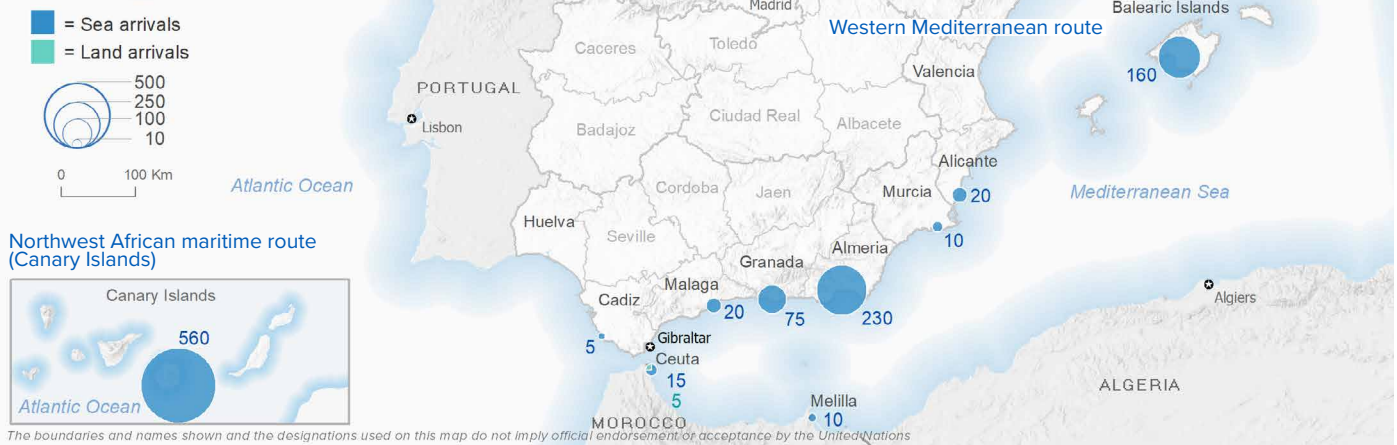 Madrid
Balearic Islands
= Sea arrivals
Western Mediterranean route
Caceres
Toledo
= Land arrivals
Valencia
160
500
250
100
10
PORTUGAL
Lisbon
Badajoz
Ciudad Real
Albacete
0 100 Km
Atlantic Ocean
Alicante
Cordoba
Jaen
Murcia
20
Mediterranean Sea
Huelva
Seville
10
Northwest African maritime route
(Canary Islands)
Almeria
Granada
Malaga
Cadiz
Canary Islands
Algiers
20
75
230
560
5
Gibraltar
Ceuta
15
5
ALGERIA
Atlantic Ocean
Melilla
10
MOROCCO
The boundaries and names shown and the designations used on this map do not imply official endorsement or acceptance by the United Nations